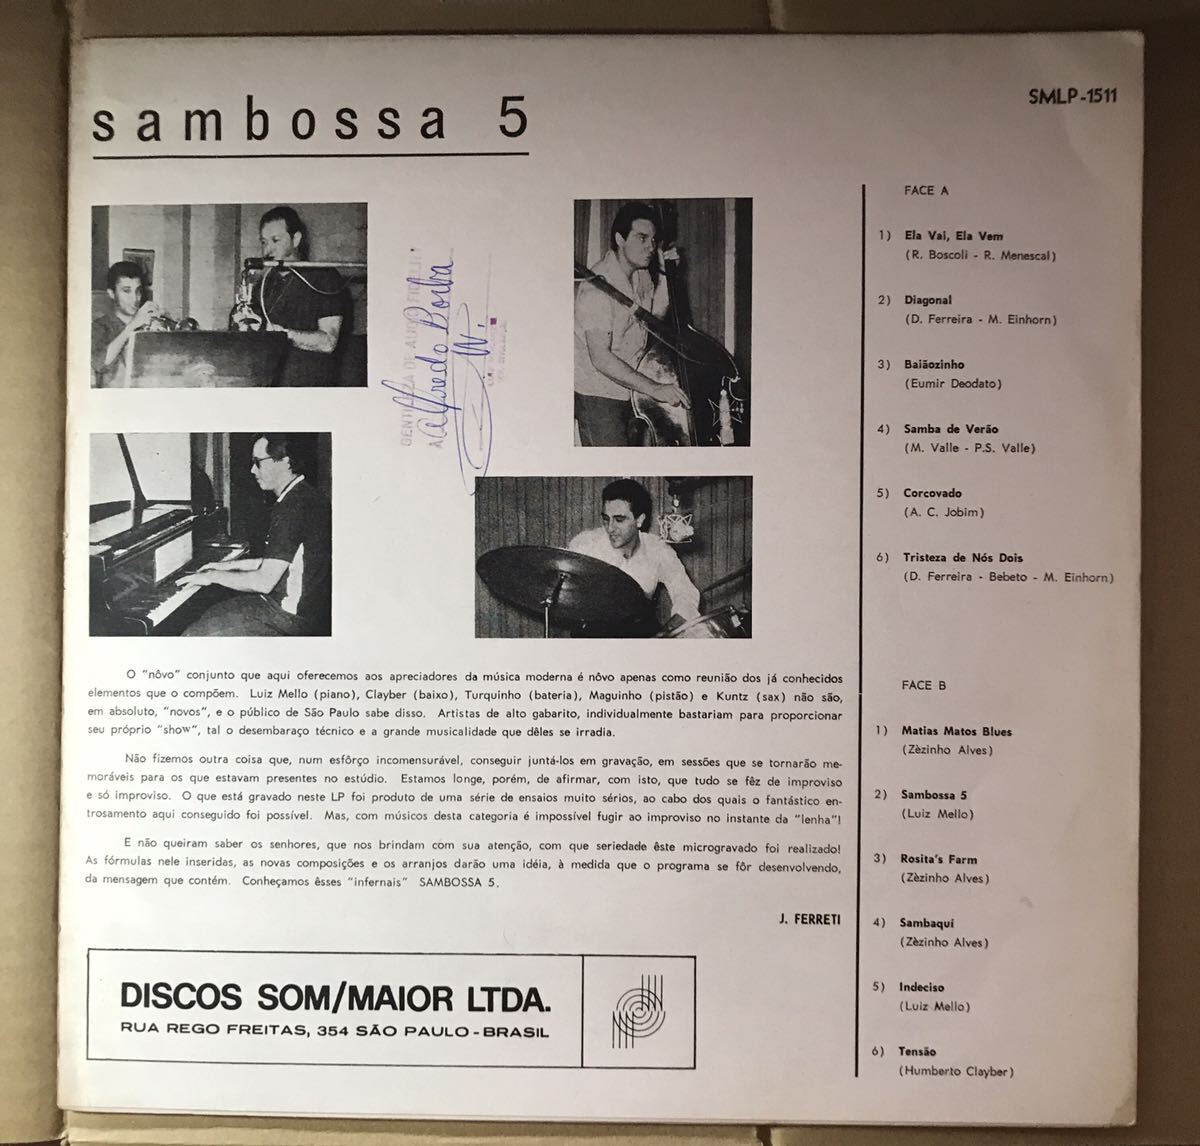 sambossa 5
SMLP-1511
GENTILEZA DE AUDIO FIDELITY
A Alfredo Borba
O "nôvo" conjunto que aqui oferecemos aos apreciadores da música moderna é nôvo apenas como reunião dos já conhecidos
elementos que o compõem. Luiz Mello (piano), Clayber (baixo), Turquinho (bateria), Maguinho (pistão) e Kuntz (sax) não são,
em absoluto, "novos", e o público de São Paulo sabe disso. Artistas de alto gabarito, individualmente bastariam para proporcionar
seu próprio "show", tal o desembaraço técnico e a grande musicalidade que dêles se irradia.
Não fizemos outra coisa que, num esfôrço incomensurável, conseguir juntá-los em gravação, em sessões que se tornarão me-
moráveis para os que estavam presentes no estúdio. Estamos longe, porém, de afirmar, com isto, que tudo se fêz de improviso
e só improviso. O que está gravado neste LP foi produto de uma série de ensaios muito sérios, ao cabo dos quais o fantástico en-
trosamento aqui conseguido foi possível. Mas, com músicos desta categoria é impossível fugir ao improviso no instante da "lenha"!
E não queiram saber os senhores, que nos brindam com sua atenção, com que seriedade êste microgravado foi realizado!
As fórmulas nele inseridas, as novas composições e os arranjos darão uma idéia, à medida que o programa se fôr desenvolvendo,
da mensagem que contém. Conheçamos êsses "infernais" SAMBOSSA 5.
J. FERRETI
DISCOS SOM/MAIOR LTDA.
RUA REGO FREITAS, 354 SÃO PAULO - BRASIL
FACE A
1) Ela Vai, Ela Vem
(R. Boscoli - R. Menescal)
2) Diagonal
(D. Ferreira - M. Einhorn)
3) Baiãozinho
(Eumir Deodato)
4) Samba de Verão
(M. Valle - P.S. Valle)
5) Corcovado
(A. C. Jobim)
6) Tristeza de Nós Dois
(D. Ferreira - Bebeto - M. Einhorn)
FACE B
1) Matias Matos Blues
(Zèzinho Alves)
2) Sambossa 5
(Luiz Mello)
3) Rosita's Farm
(Zèzinho Alves)
4) Sambaqui
(Zèzinho Alves)
5) Indeciso
(Luiz Mello)
6) Tensão
(Humberto Clayber)